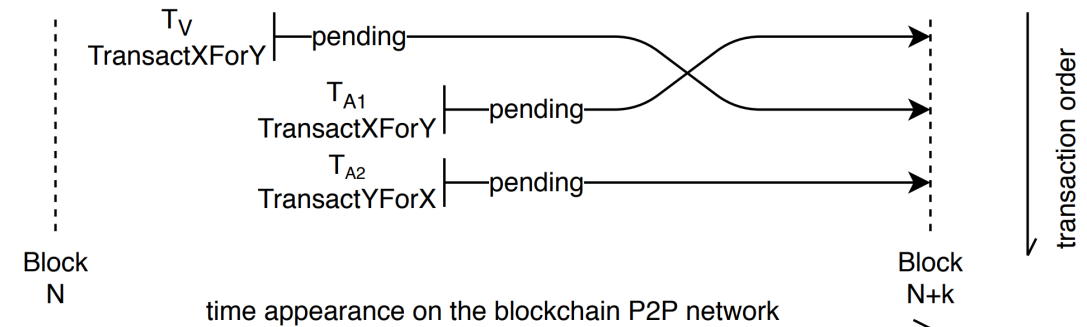 T_V
TransactXForY
pending
T_A1
TransactXForY
pending
T_A2
TransactYForX
pending
transaction order
Block
N
Block
N+k
time appearance on the blockchain P2P network